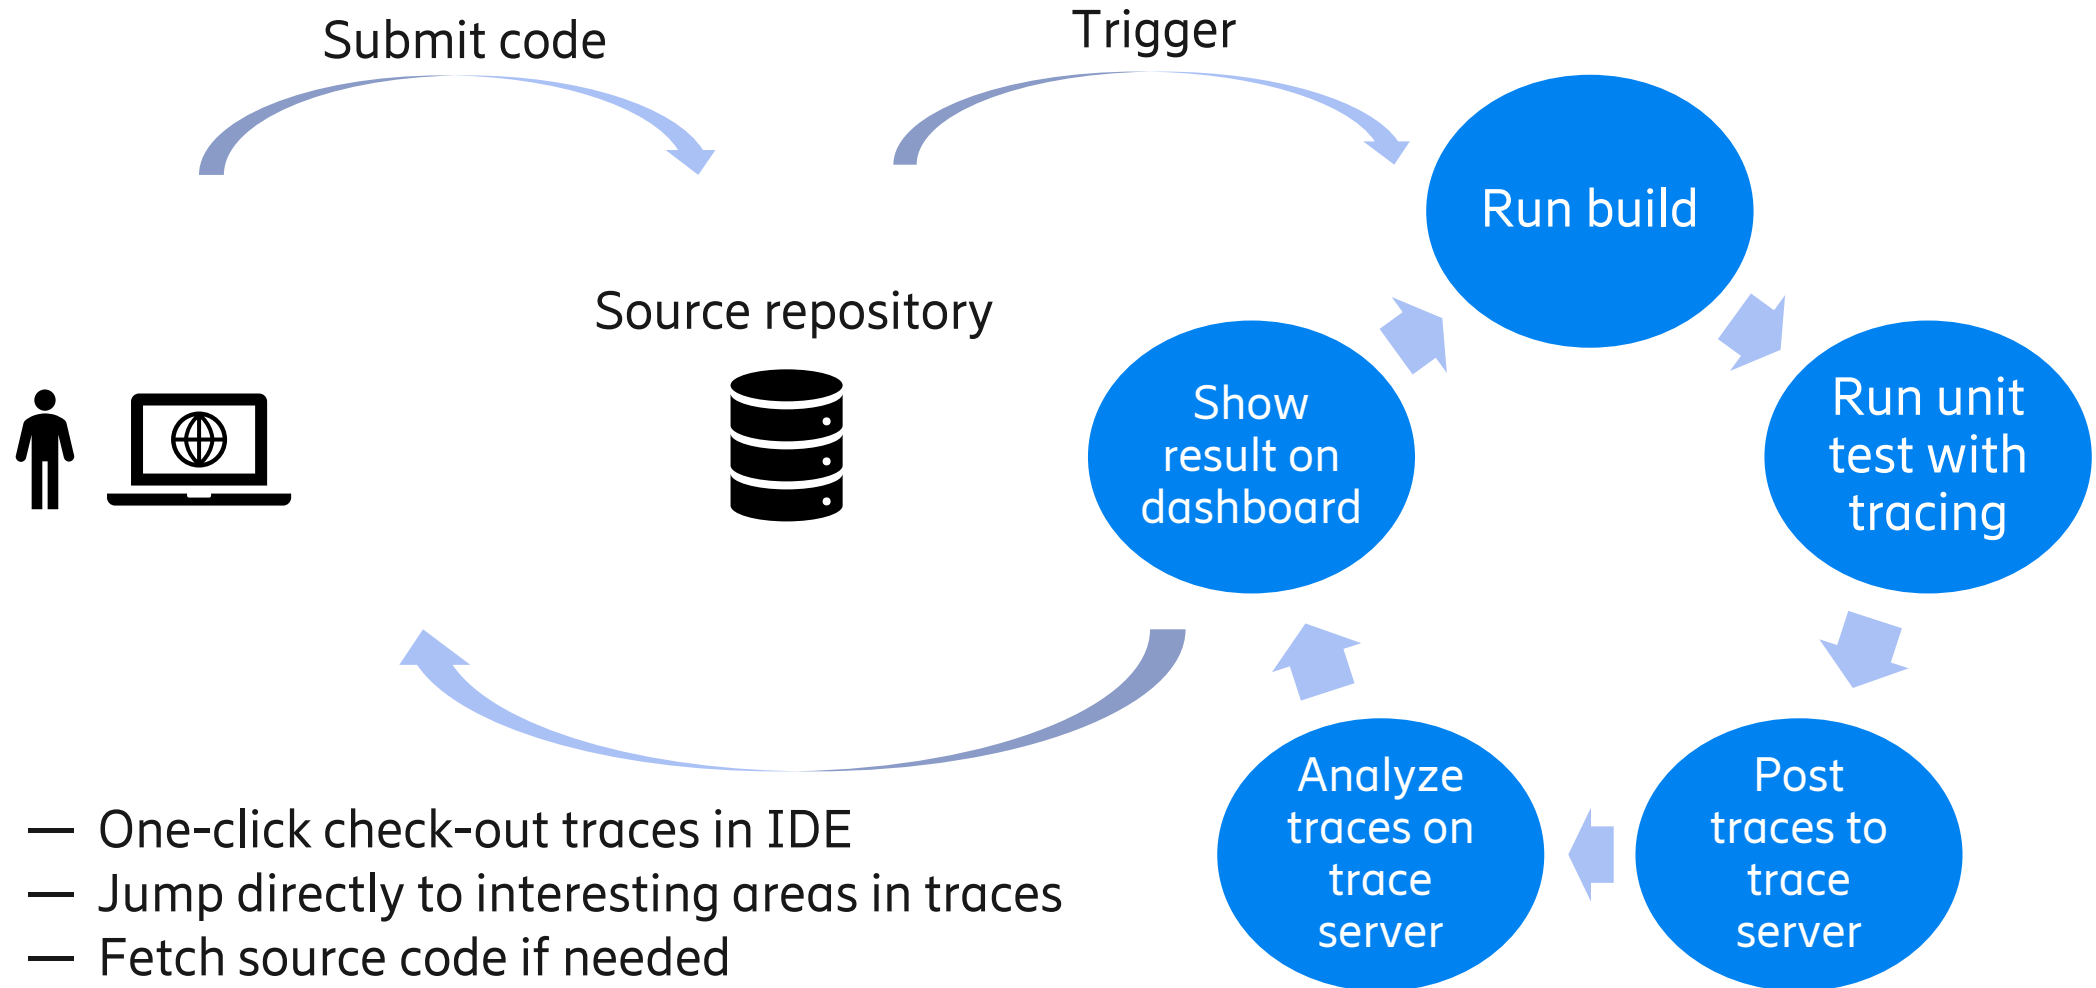 Submit code
Trigger
Run build
Source repository
Show
result on
dashboard
Run unit
test with
tracing
Analyze
traces on
trace
server
Post
traces to
trace
server
— One-click check-out traces in IDE
— Jump directly to interesting areas in traces
— Fetch source code if needed